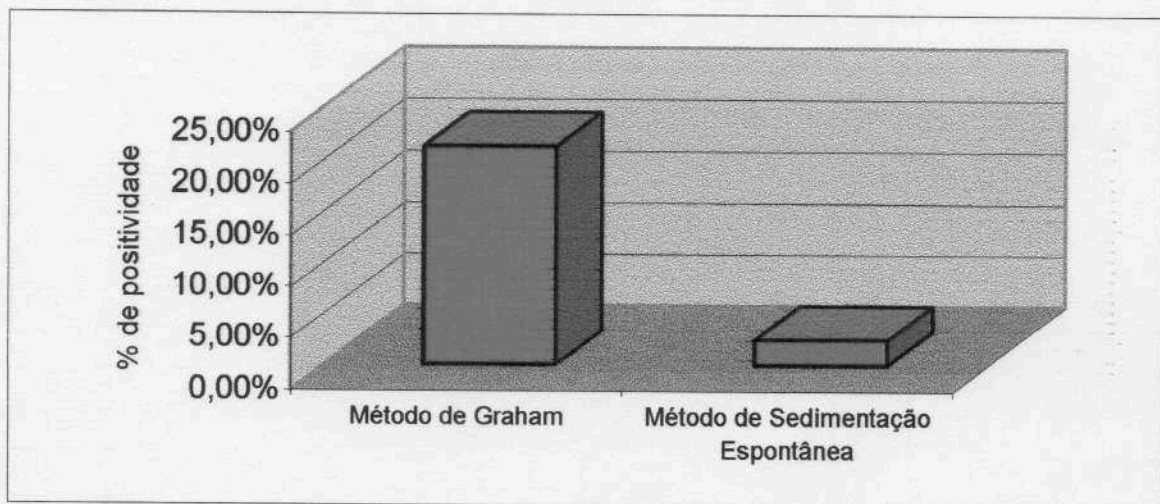 % de positividade
25,00%
20,00%
15,00%
10,00%
5,00%
0,00%
Método de Graham
Método de Sedimentação
Espontânea